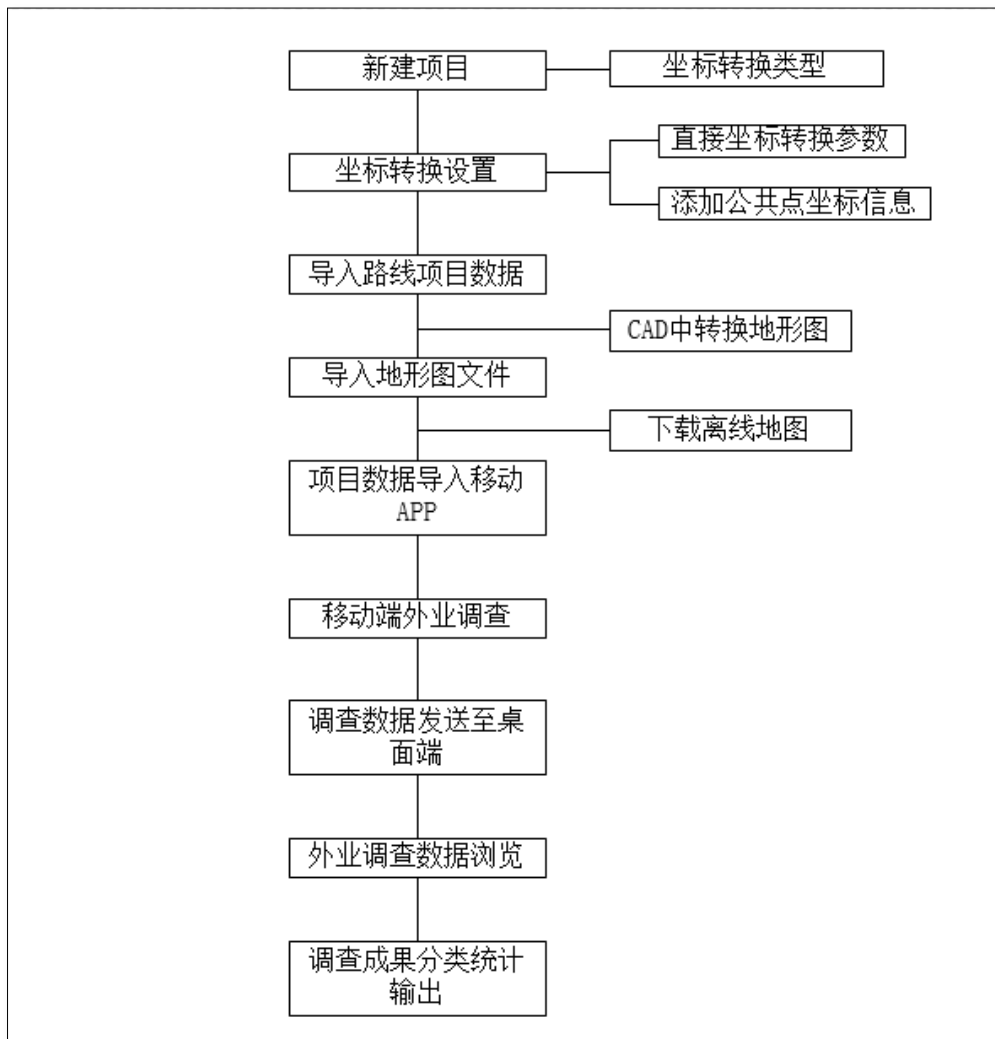 新建项目
坐标转换类型
坐标转换设置
直接坐标转换参数
添加公共点坐标信息
导入路线项目数据
CAD中转换地形图
导入地形图文件
下载离线地图
项目数据导入移动
APP
移动端外业调查
调查数据发送至桌
面端
外业调查数据浏览
调查成果分类统计
输出